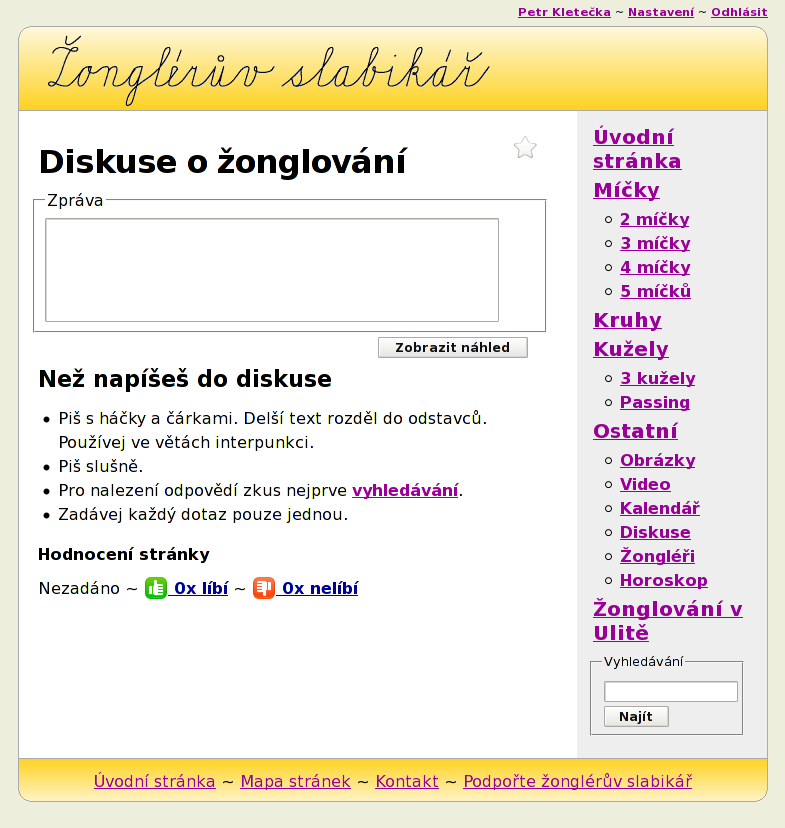 Petr Kletečka ~ Nastavení ~ Odhlásit
Žonglérův slabikář
Diskuse o žonglování
Zpráva
Zobrazit náhled
Než napíšeš do diskuse
Piš s háčky a čárkami. Delší text rozděl do odstavců.
Používej ve větách interpunkci.
Piš slušně.
Pro nalezení odpovědí zkus nejprve vyhledávání.
Zadávej každý dotaz pouze jednou.
Hodnocení stránky
Nezadáno ~ 0x líbí ~ 0x nelíbí
Úvodní
stránka
Míčky
2 míčky
3 míčky
4 míčky
5 míčků
Kruhy
Kužely
3 kužely
Passing
Ostatní
Obrázky
Video
Kalendář
Diskuse
Žongléři
Horoskop
Žonglování v
Ulitě
Vyhledávání
Najít
Úvodní stránka ~ Mapa stránek ~ Kontakt ~ Podpořte žonglérův slabikář